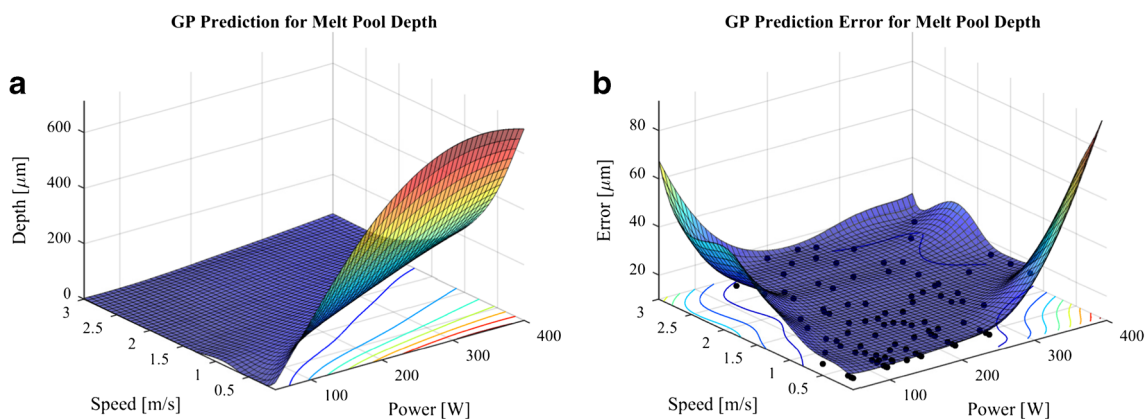 GP Prediction for Melt Pool Depth
a
600
400
200
0
Depth [μm]
3
2.5
2
1.5
1
0.5
Speed [m/s]
100
200
300
400
Power [W]
GP Prediction Error for Melt Pool Depth
b
80
60
40
20
Error [μm]
3
2.5
2
1.5
1
0.5
Speed [m/s]
100
200
300
400
Power [W]